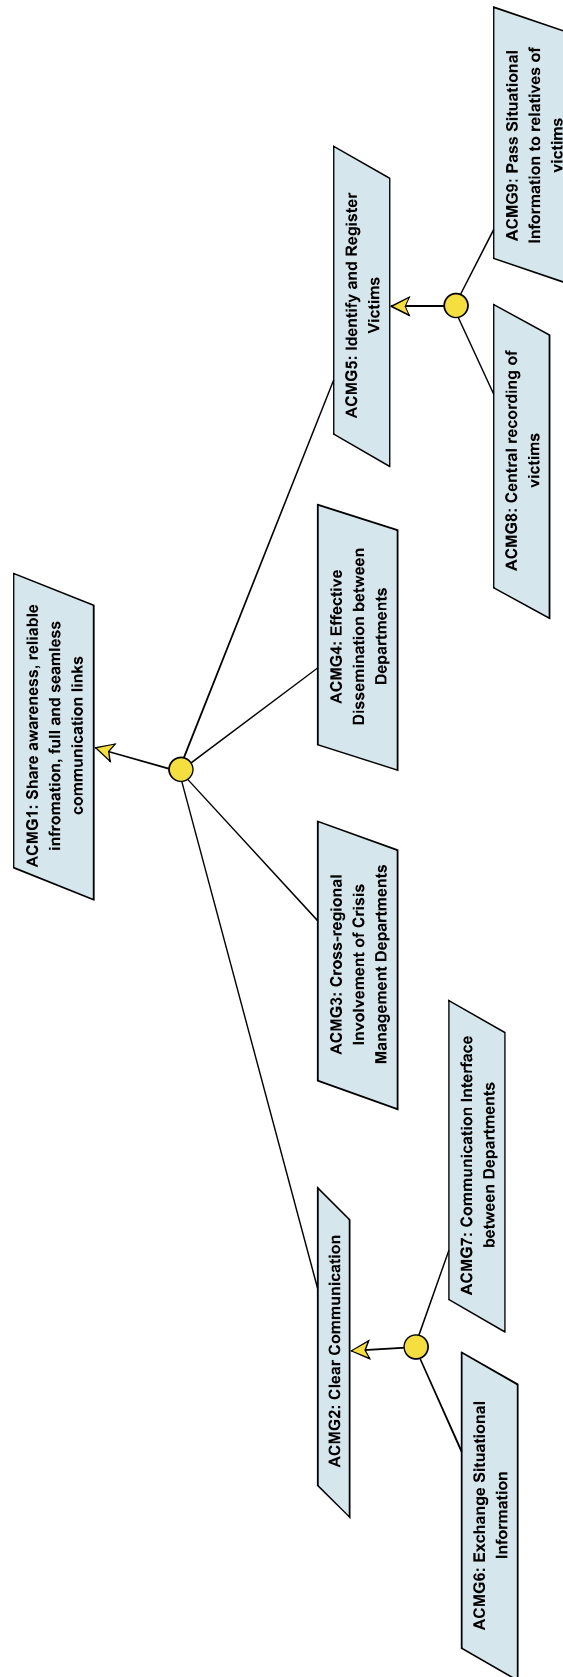 ACMG1: Share awareness, reliable
infromation, full and seamless
communication links
ACMG2: Clear Communication
ACMG3: Cross-regional
Involvement of Crisis
Management Departments
ACMG4: Effective
Dissemination between
Departments
ACMG5: Identify and Register
Victims
ACMG6: Exchange Situational
Information
ACMG7: Communication Interface
between Departments
ACMG8: Central recording of
victims
ACMG9: Pass Situational
Information to relatives of
victims